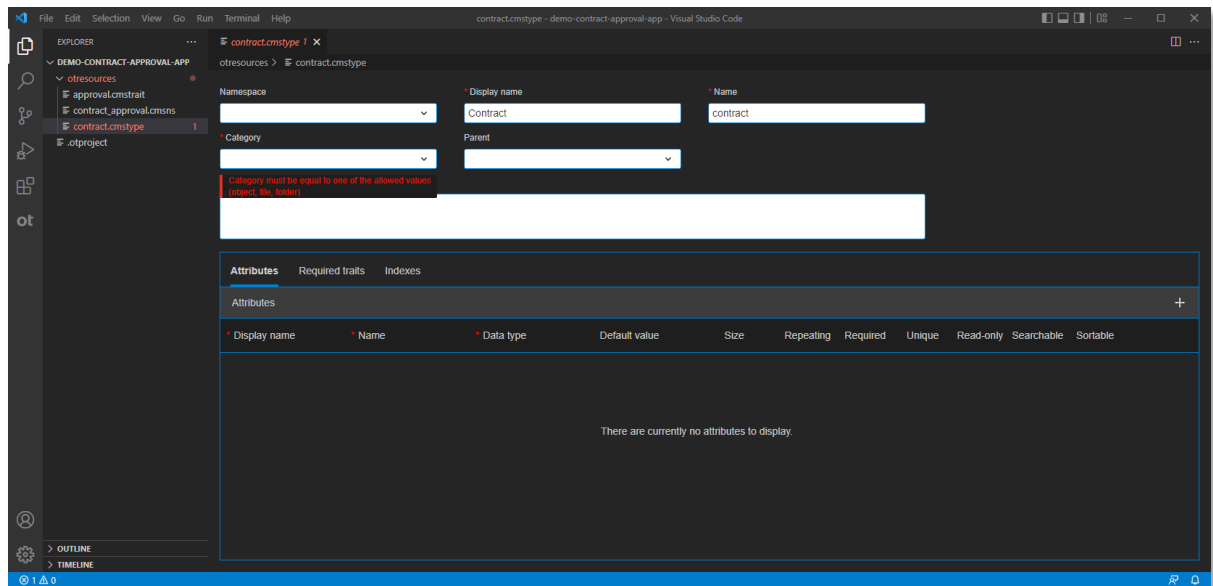 File Edit Selection View Go Run Terminal Help contract.cmstype - demo-contract-approval-app - Visual Studio Code
EXPLORER
contract.cmstype 1
DEMO-CONTRACT-APPROVAL-APP
otresources > contract.cmstype
otresources
approval.cmstrait
contract_approval.cmsns
contract.cmstype 1
.otproject
ot
Namespace * Display name * Name
Contract contract
* Category Parent
Category must be equal to one of the allowed values
(object, file, folder)
Attributes Required traits Indexes
Attributes
* Display name * Name * Data type Default value Size Repeating Required Unique Read-only Searchable Sortable
There are currently no attributes to display.
OUTLINE
TIMELINE
1 0